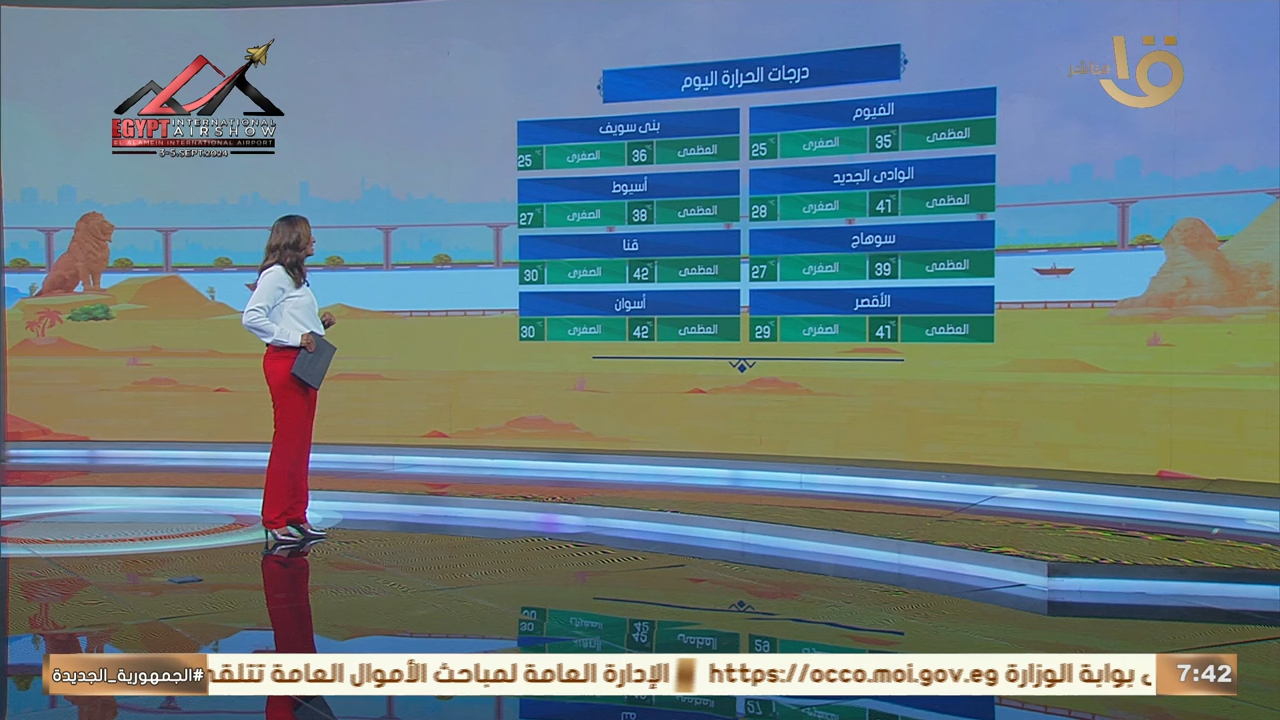 EGYPT INTERNATIONAL
AIRSHOW
EL ALAMEIN INTERNATIONAL AIRPORT
3-5.SEPT.2024
مباشر
درجات الحرارة اليوم
الفيوم
العظمى 35°C الصغرى 25°C
بنى سويف
العظمى 36°C الصغرى 25°C
الوادى الجديد
العظمى 41°C الصغرى 28°C
أسيوط
العظمى 38°C الصغرى 27°C
سوهاج
العظمى 39°C الصغرى 27°C
قنا
العظمى 42°C الصغرى 30°C
الأقصر
العظمى 41°C الصغرى 29°C
أسوان
العظمى 42°C الصغرى 30°C
7:42
بوابة الوزارة https://occo.moi.gov.eg الإدارة العامة لمباحث الأموال العامة
#الجمهورية_الجديدة